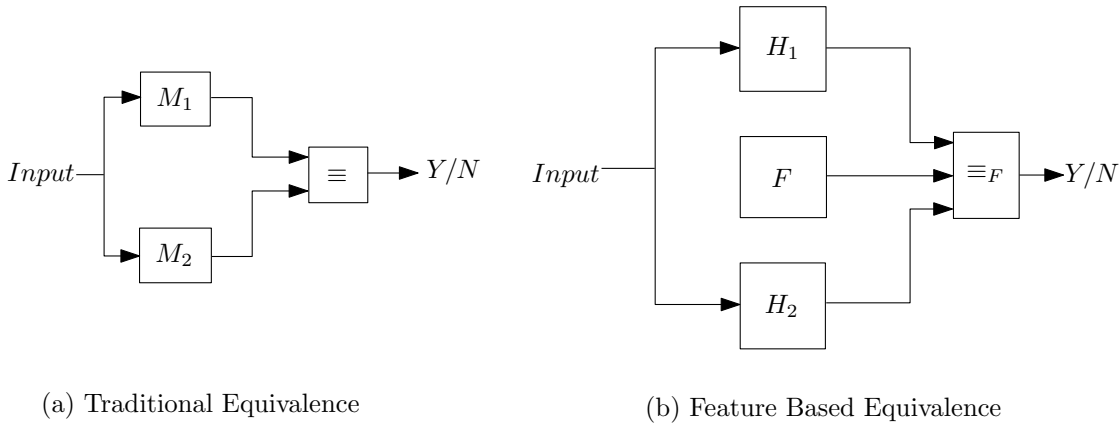 M₁
Input
≡
Y/N
M₂
(a) Traditional Equivalence
H₁
Input
F
≡F
Y/N
H₂
(b) Feature Based Equivalence